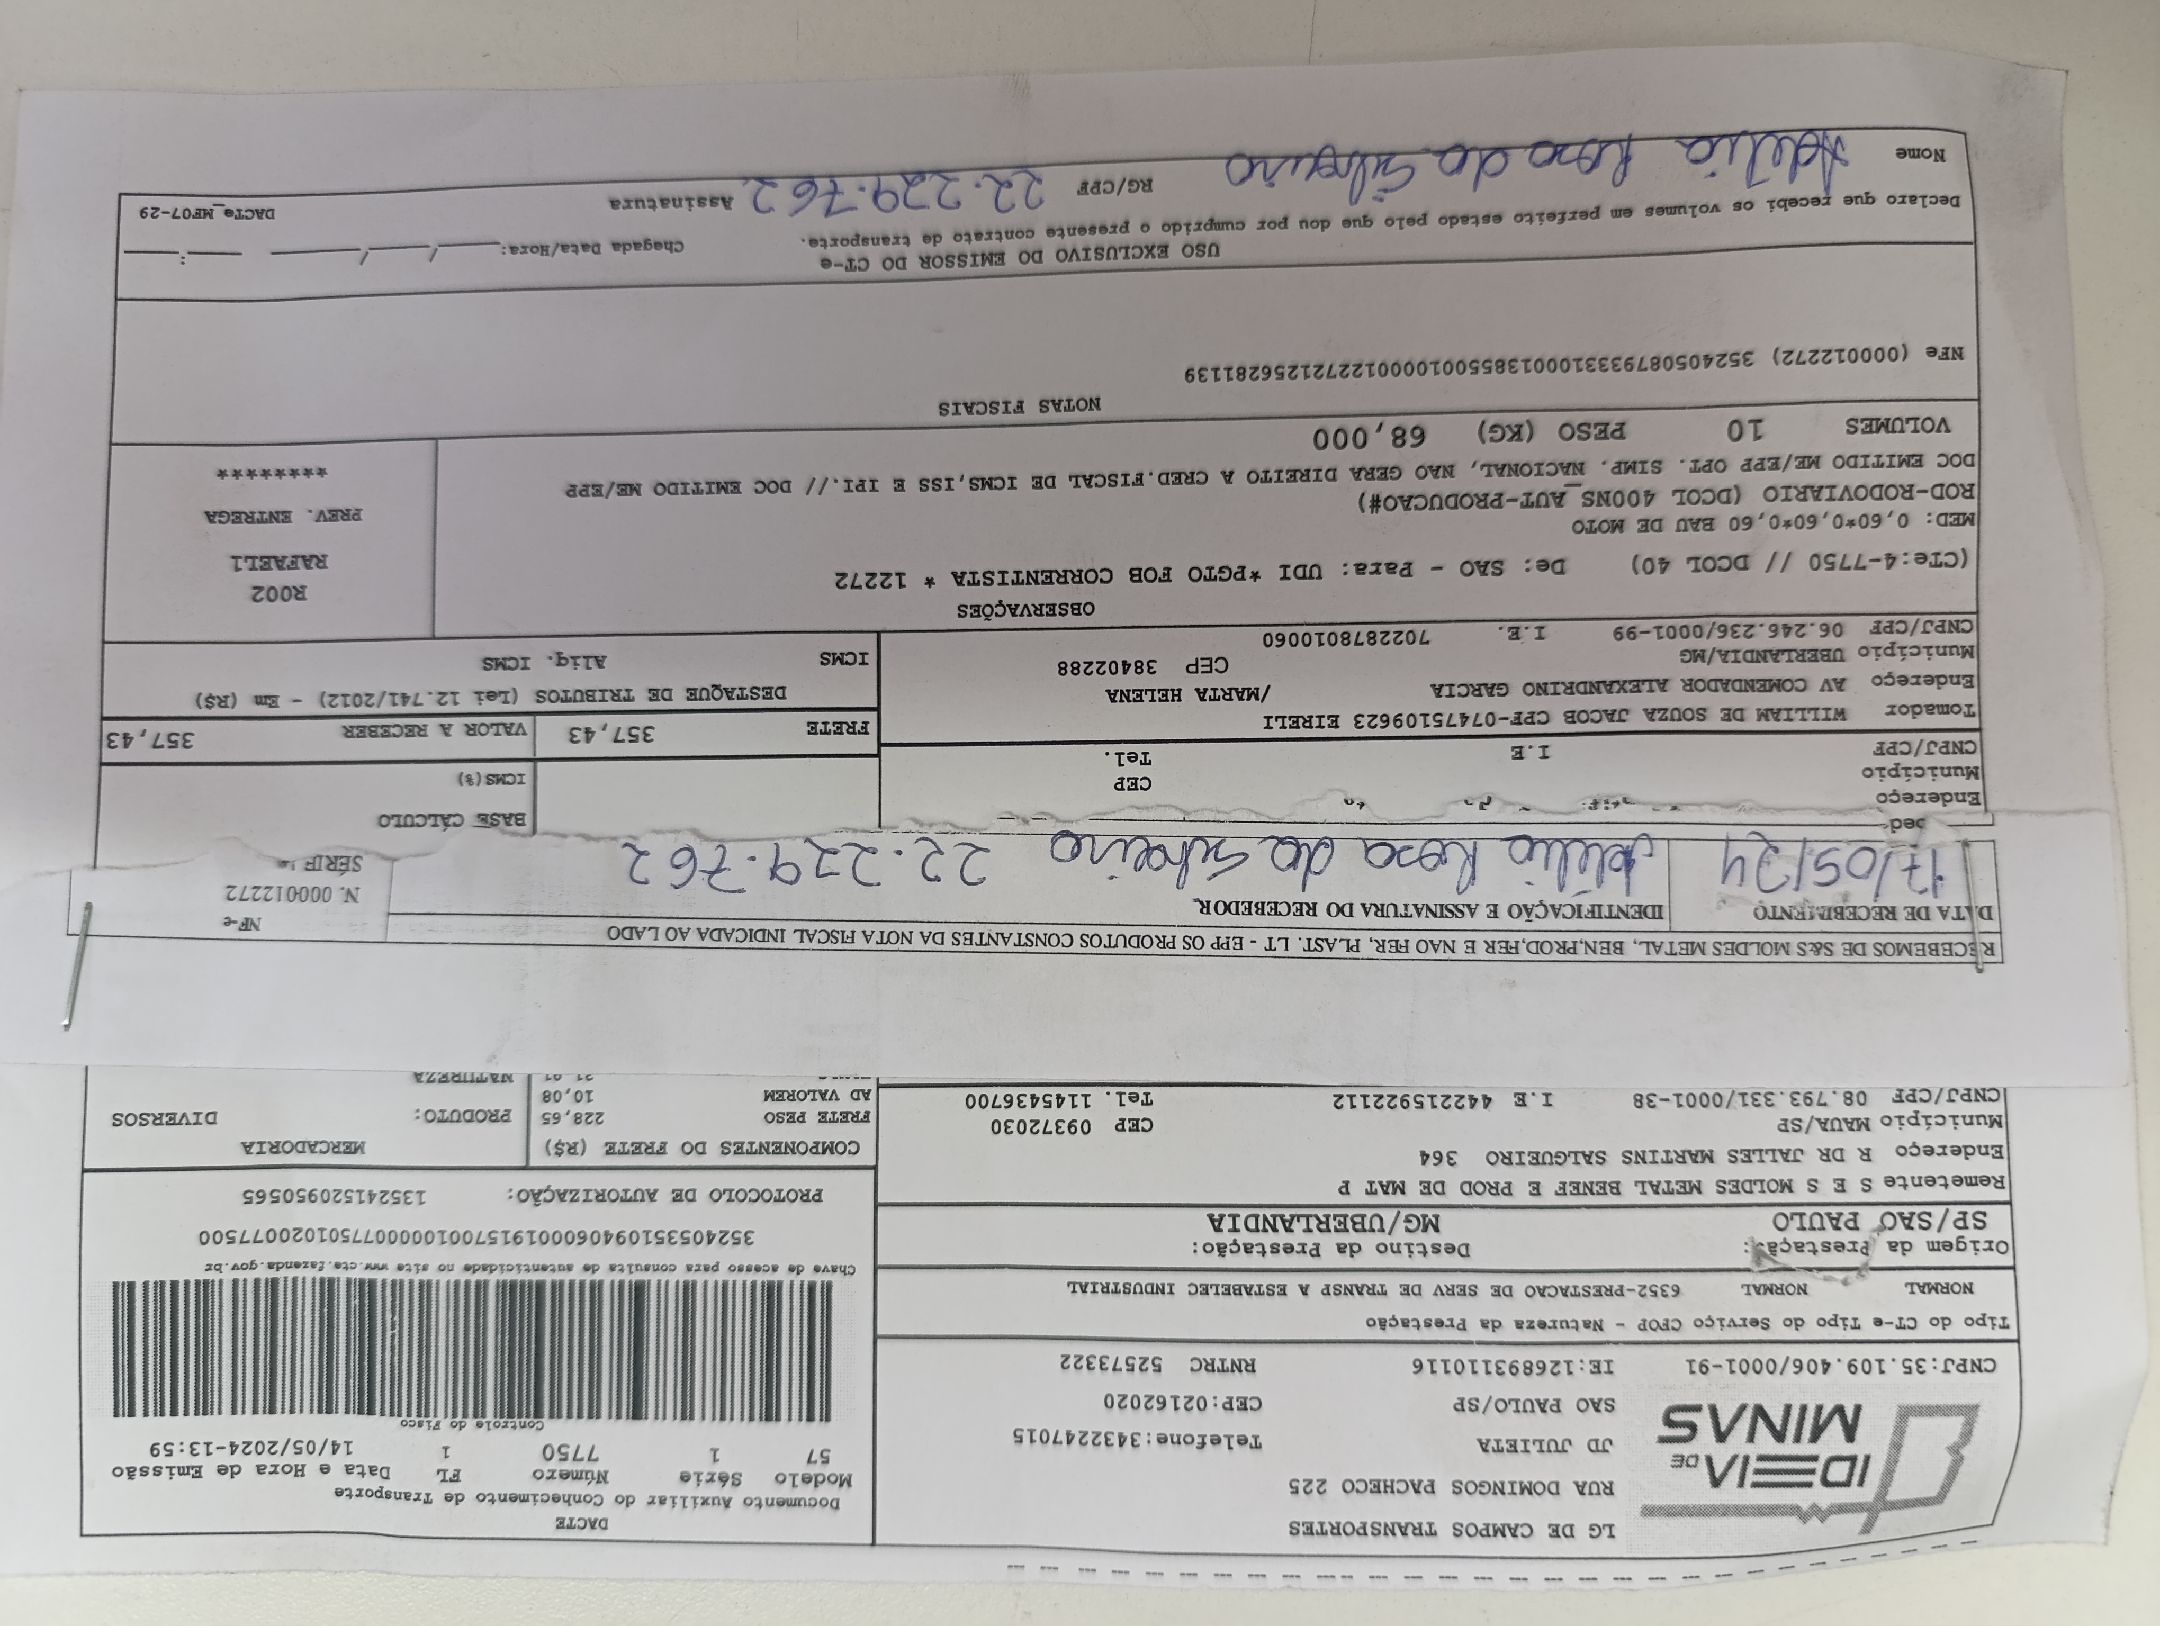 LG DE CAMPOS TRANSPORTES
RUA DOMINGOS PACHECO 225
JD JULIETA Telefone:3432247015
SAO PAULO/SP CEP:02162020
IDEIA DE MINAS
CNPJ:35.109.406/0001-91 IE:126893110116 RNTRC 52573322
DACTE
Documento Auxiliar do Conhecimento de Transporte
Modelo Série Número FL Data e Hora de Emissão
57 1 7750 1 14/05/2024-13:59
Controle do Fisco
Chave de acesso para consulta de autenticidade no site www.cte.fazenda.gov.br
35240535109406000191570010000077501020077500
PROTOCOLO DE AUTORIZAÇÃO: 135241520950565
Tipo do CT-e Tipo do Serviço CFOP - Natureza da Prestação
NORMAL NORMAL 6352-PRESTACAO DE SERV DE TRANSP A ESTABELEC INDUSTRIAL
Origem da Prestação: Destino da Prestação:
SP/SAO PAULO MG/UBERLANDIA
Remetente S E S MOLDES METAL BENEF E PROD DE MAT P
Endereço R DR JALLES MARTINS SALGUEIRO 364
Município MAUA/SP CEP 09372030
CNPJ/CPF 08.793.331/0001-38 I.E 442215922112 Tel. 1145436700
COMPONENTES DO FRETE (R$) MERCADORIA
FRETE PESO 228,65 PRODUTO: DIVERSOS
AD VALOREM 10,08
NATUREZA
RECEBEMOS DE S&S MOLDES METAL, BEN,PROD,FER E NAO FER, PLAST. LT - EPP OS PRODUTOS CONSTANTES DA NOTA FISCAL INDICADA AO LADO
DATA DE RECEBIMENTO IDENTIFICAÇÃO E ASSINATURA DO RECEBEDOR
17/05/24 22.229.762
NF-e
N. 000012272
SÉRIE
Endereço
Município CEP
CNPJ/CPF I.E Tel.
BASE CÁLCULO
ICMS(%)
Tomador WILLIAM DE SOUZA JACOB CPF-07475109623 EIRELI
Endereço AV COMENDADOR ALEXANDRINO GARCIA /MARTA HELENA
Município UBERLANDIA/MG CEP 38402288
CNPJ/CPF 06.246.236/0001-99 I.E. 7022878010060
FRETE 357,43 VALOR A RECEBER 357,43
DESTAQUE DE TRIBUTOS (Lei 12.741/2012) - Em (R$)
ICMS Aliq. ICMS
OBSERVAÇÕES
(CTe:4-7750 // DCOL 40) De: SAO - Para: UDI *PGTO FOB CORRENTISTA * 12272
MED: 0,60*0,60*0,60 BAU DE MOTO
ROD-RODOVIARIO (DCOL 400NS_AUT-PRODUCAO#)
DOC EMITIDO ME/EPP OPT. SIMP. NACIONAL, NAO GERA DIREITO A CRED.FISCAL DE ICMS,ISS E IPI.// DOC EMITIDO ME/EPP
VOLUMES 10 PESO (KG) 68,000
R002
RAFAEL1
PREV. ENTREGA
*********
NOTAS FISCAIS
NFe (000012272) 35240508793331000138550010000122721256281139
USO EXCLUSIVO DO EMISSOR DO CT-e
Declaro que recebi os volumes em perfeito estado pelo que dou por cumprido o presente contrato de transporte.
Chagada Data/Hora: ___/___/___ ___:___
Nome RG/CPF 22.229.762 Assinatura
DACTe_MF07-29